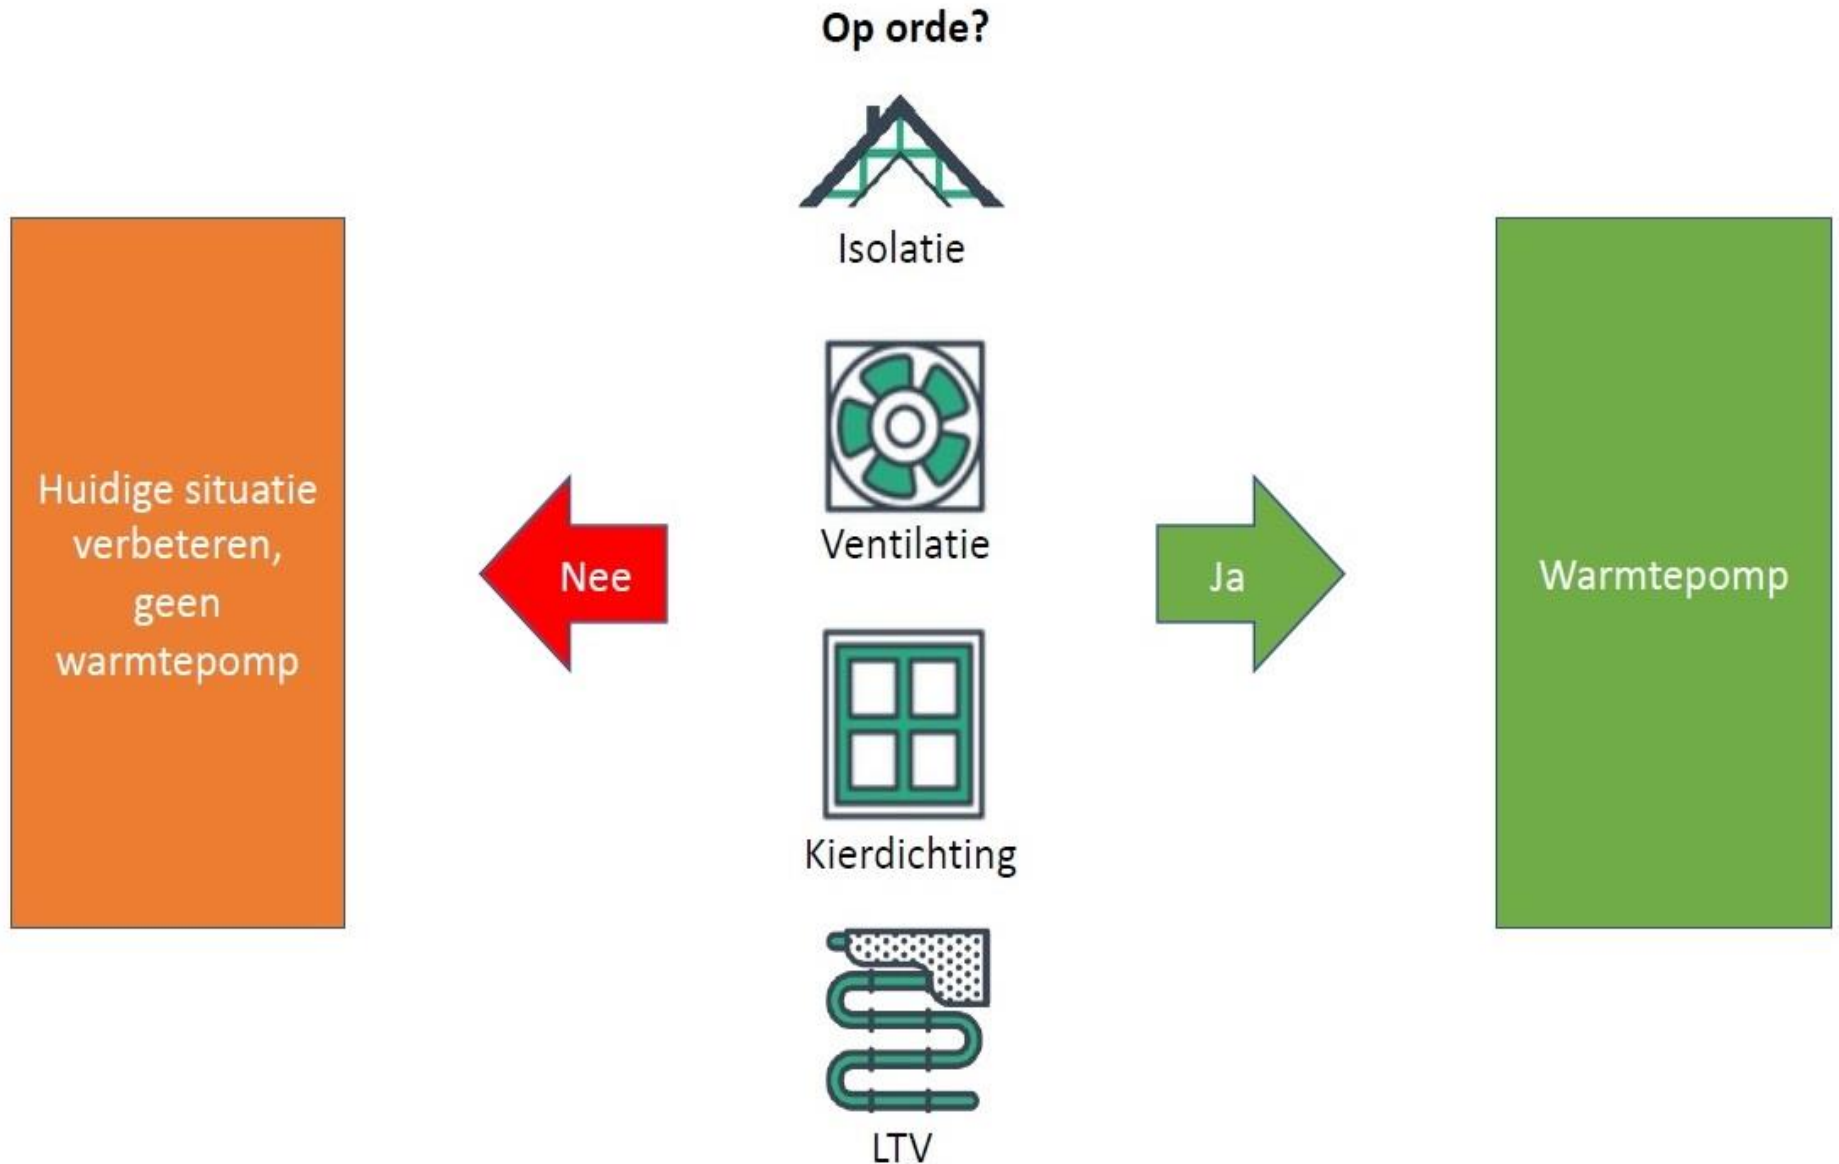 Op orde?
Isolatie
Ventilatie
Kierdichting
LTV
Nee
Huidige situatie
verbeteren,
geen
warmtepomp
Ja
Warmtepomp